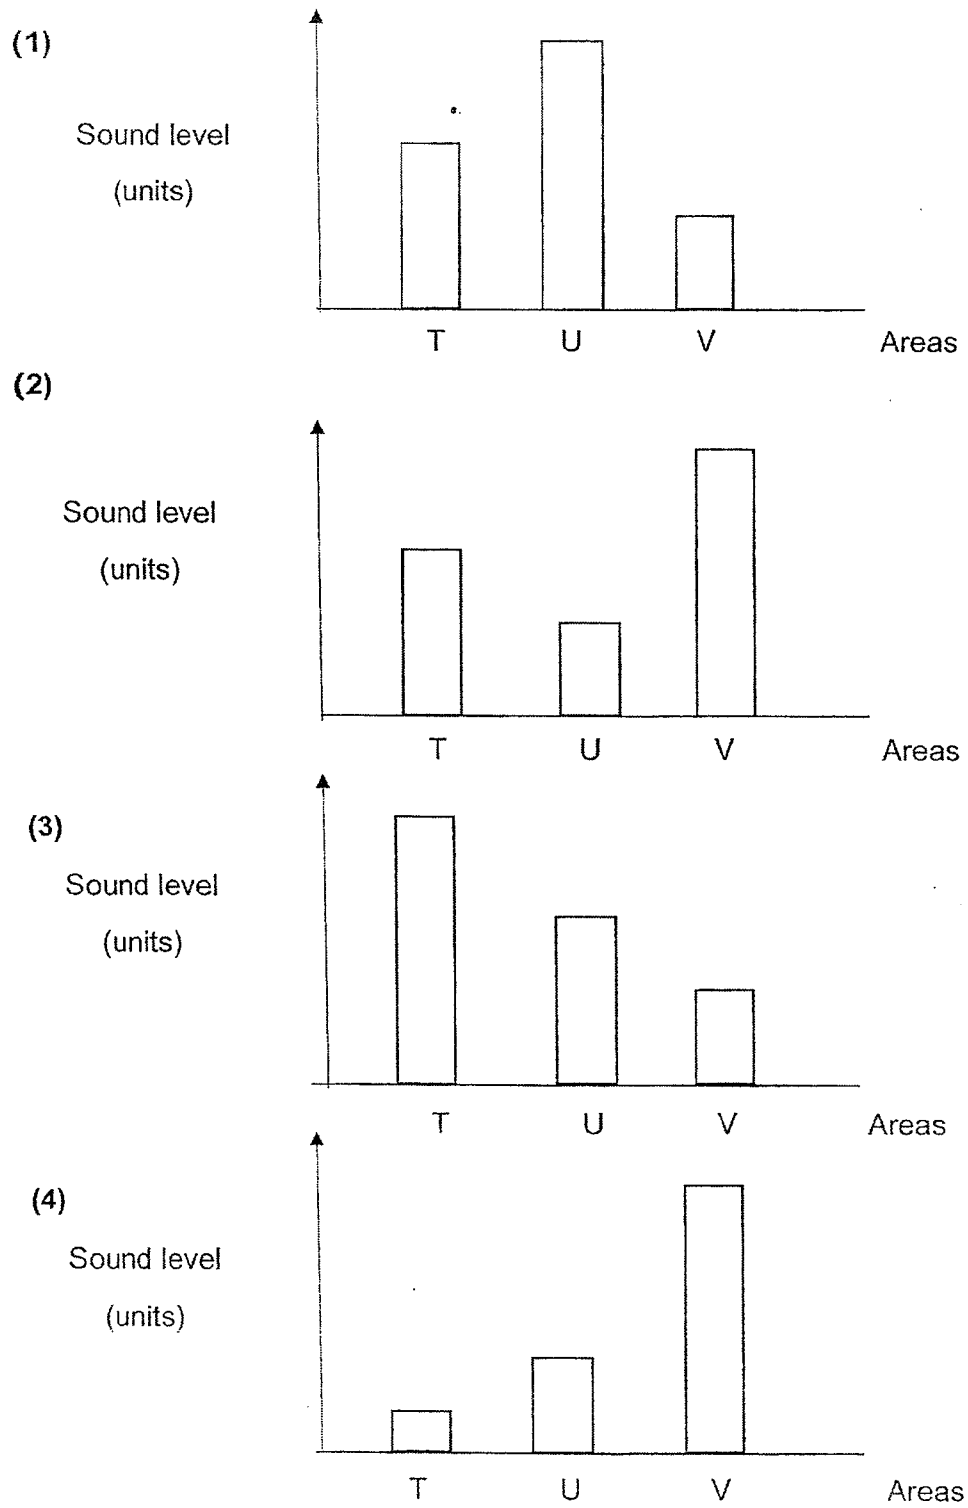 (1)
Sound level
(units)
T U V Areas
(2)
Sound level
(units)
T U V Areas
(3)
Sound level
(units)
T U V Areas
(4)
Sound level
(units)
T U V Areas